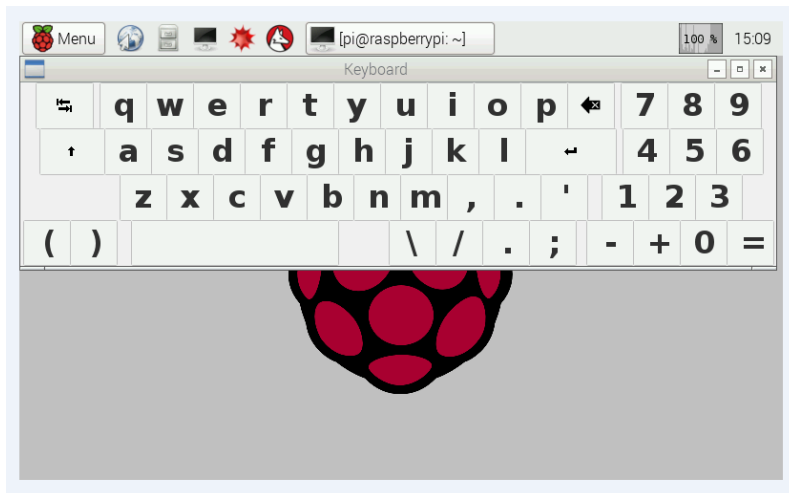 Menu [pi@raspberrypi: ~] 100 % 15:09
Keyboard
q w e r t y u i o p 7 8 9
a s d f g h j k l 4 5 6
z x c v b n m , . ' 1 2 3
( ) \ / . ; - + 0 =